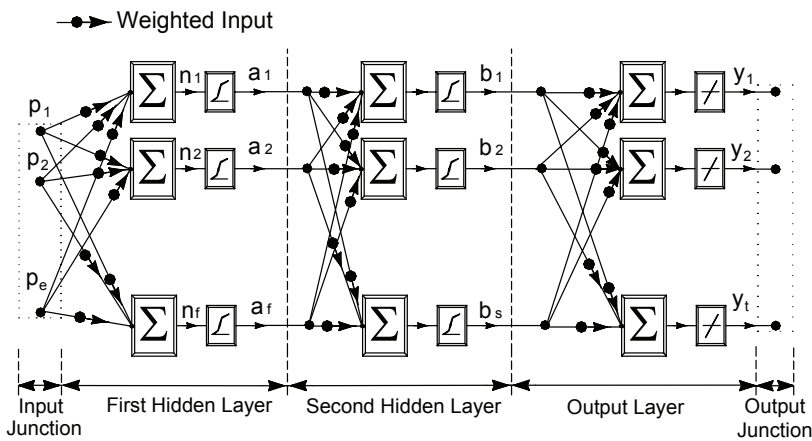 Weighted Input
p1 Σ n1 a1 Σ b1 Σ y1
p2 Σ n2 a2 Σ b2 Σ y2
pe Σ nf af Σ bs Σ yt
Input Junction
First Hidden Layer
Second Hidden Layer
Output Layer
Output Junction